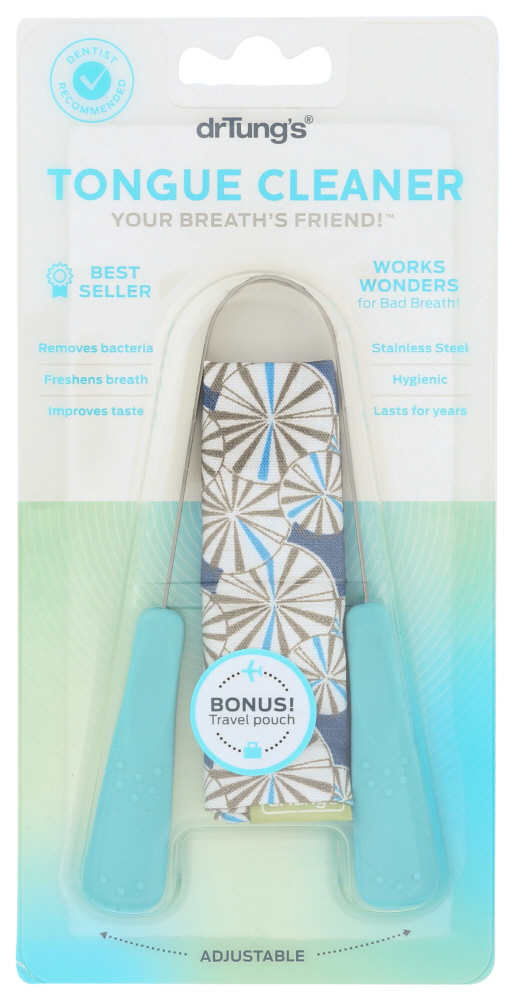 DENTIST
RECOMMENDED
drTung's®
TONGUE CLEANER
YOUR BREATH'S FRIEND!™
BEST
SELLER
WORKS
WONDERS
for Bad Breath!
Removes bacteria
Freshens breath
Improves taste
Stainless Steel
Hygienic
Lasts for years
BONUS!
Travel pouch
ADJUSTABLE